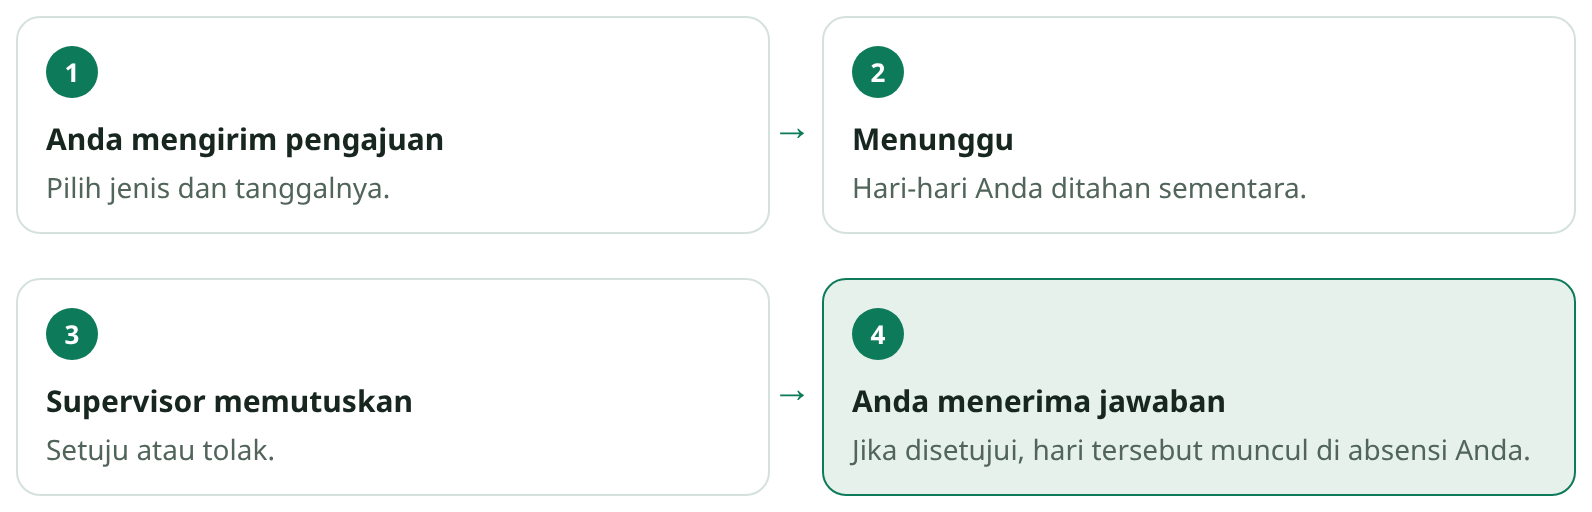 1
Anda mengirim pengajuan
Pilih jenis dan tanggalnya.
→
2
Menunggu
Hari-hari Anda ditahan sementara.
3
Supervisor memutuskan
Setuju atau tolak.
→
4
Anda menerima jawaban
Jika disetujui, hari tersebut muncul di absensi Anda.